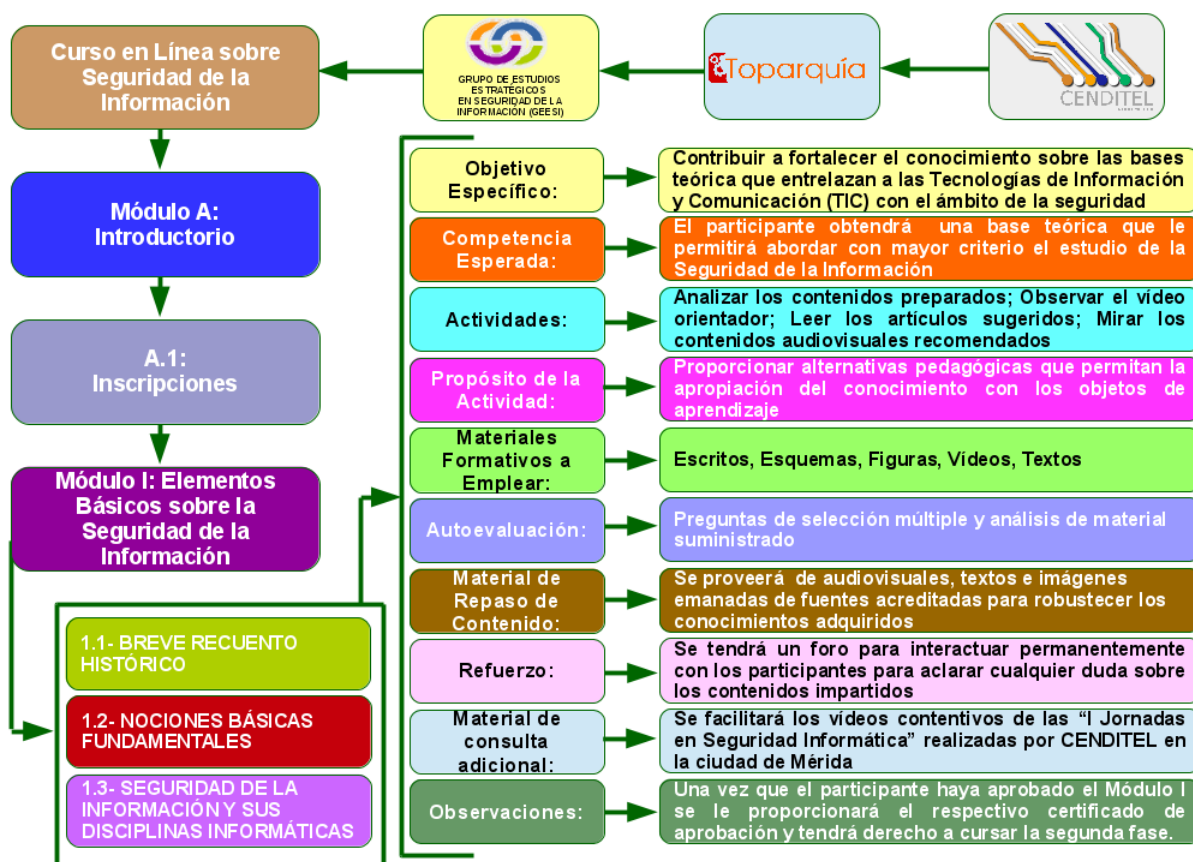 Curso en Línea sobre
Seguridad de la
Información
GRUPO DE ESTUDIOS
ESTRATÉGICOS
EN SEGURIDAD DE LA
INFORMACIÓN (GEESI)
Toparquía
CENDITEL
Módulo A:
Introductorio
A.1:
Inscripciones
Módulo I: Elementos
Básicos sobre la
Seguridad de la
Información
1.1- BREVE RECUENTO
HISTÓRICO
1.2- NOCIONES BÁSICAS
FUNDAMENTALES
1.3- SEGURIDAD DE LA
INFORMACIÓN Y SUS
DISCIPLINAS INFORMÁTICAS
Objetivo
Específico:
Contribuir a fortalecer el conocimiento sobre las bases
teórica que entrelazan a las Tecnologías de Información
y Comunicación (TIC) con el ámbito de la seguridad
Competencia
Esperada:
El participante obtendrá una base teórica que le
permitirá abordar con mayor criterio el estudio de la
Seguridad de la Información
Actividades:
Analizar los contenidos preparados; Observar el vídeo
orientador; Leer los artículos sugeridos; Mirar los
contenidos audiovisuales recomendados
Propósito de la
Actividad:
Proporcionar alternativas pedagógicas que permitan la
apropiación del conocimiento con los objetos de
aprendizaje
Materiales
Formativos a
Emplear:
Escritos, Esquemas, Figuras, Vídeos, Textos
Autoevaluación:
Preguntas de selección múltiple y análisis de material
suministrado
Material de
Repaso de
Contenido:
Se proveerá de audiovisuales, textos e imágenes
emanadas de fuentes acreditadas para robustecer los
conocimientos adquiridos
Refuerzo:
Se tendrá un foro para interactuar permanentemente
con los participantes para aclarar cualquier duda sobre
los contenidos impartidos
Material de
consulta
adicional:
Se facilitará los vídeos contentivos de las “I Jornadas
en Seguridad Informática” realizadas por CENDITEL en
la ciudad de Mérida
Observaciones:
Una vez que el participante haya aprobado el Módulo I
se le proporcionará el respectivo certificado de
aprobación y tendrá derecho a cursar la segunda fase.